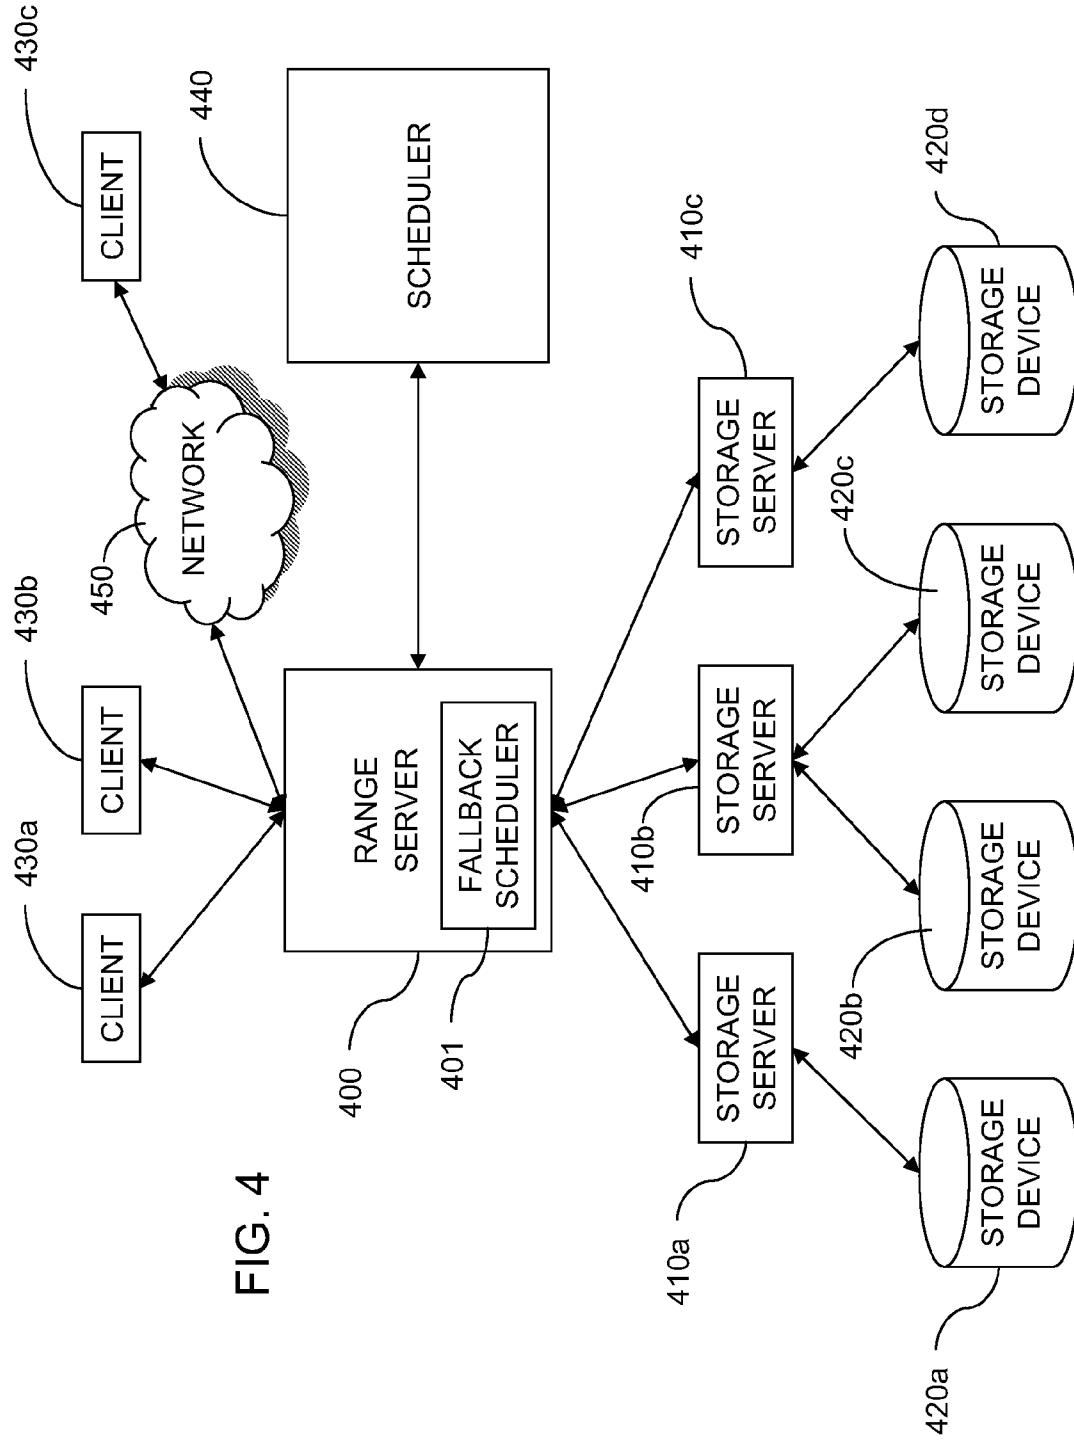 FIG. 4
430a
430b
430c
CLIENT
CLIENT
CLIENT
450
NETWORK
440
SCHEDULER
400
RANGE
SERVER
401
FALLBACK
SCHEDULER
410a
410b
410c
STORAGE
SERVER
STORAGE
SERVER
STORAGE
SERVER
420a
420b
420c
420d
STORAGE
DEVICE
STORAGE
DEVICE
STORAGE
DEVICE
STORAGE
DEVICE